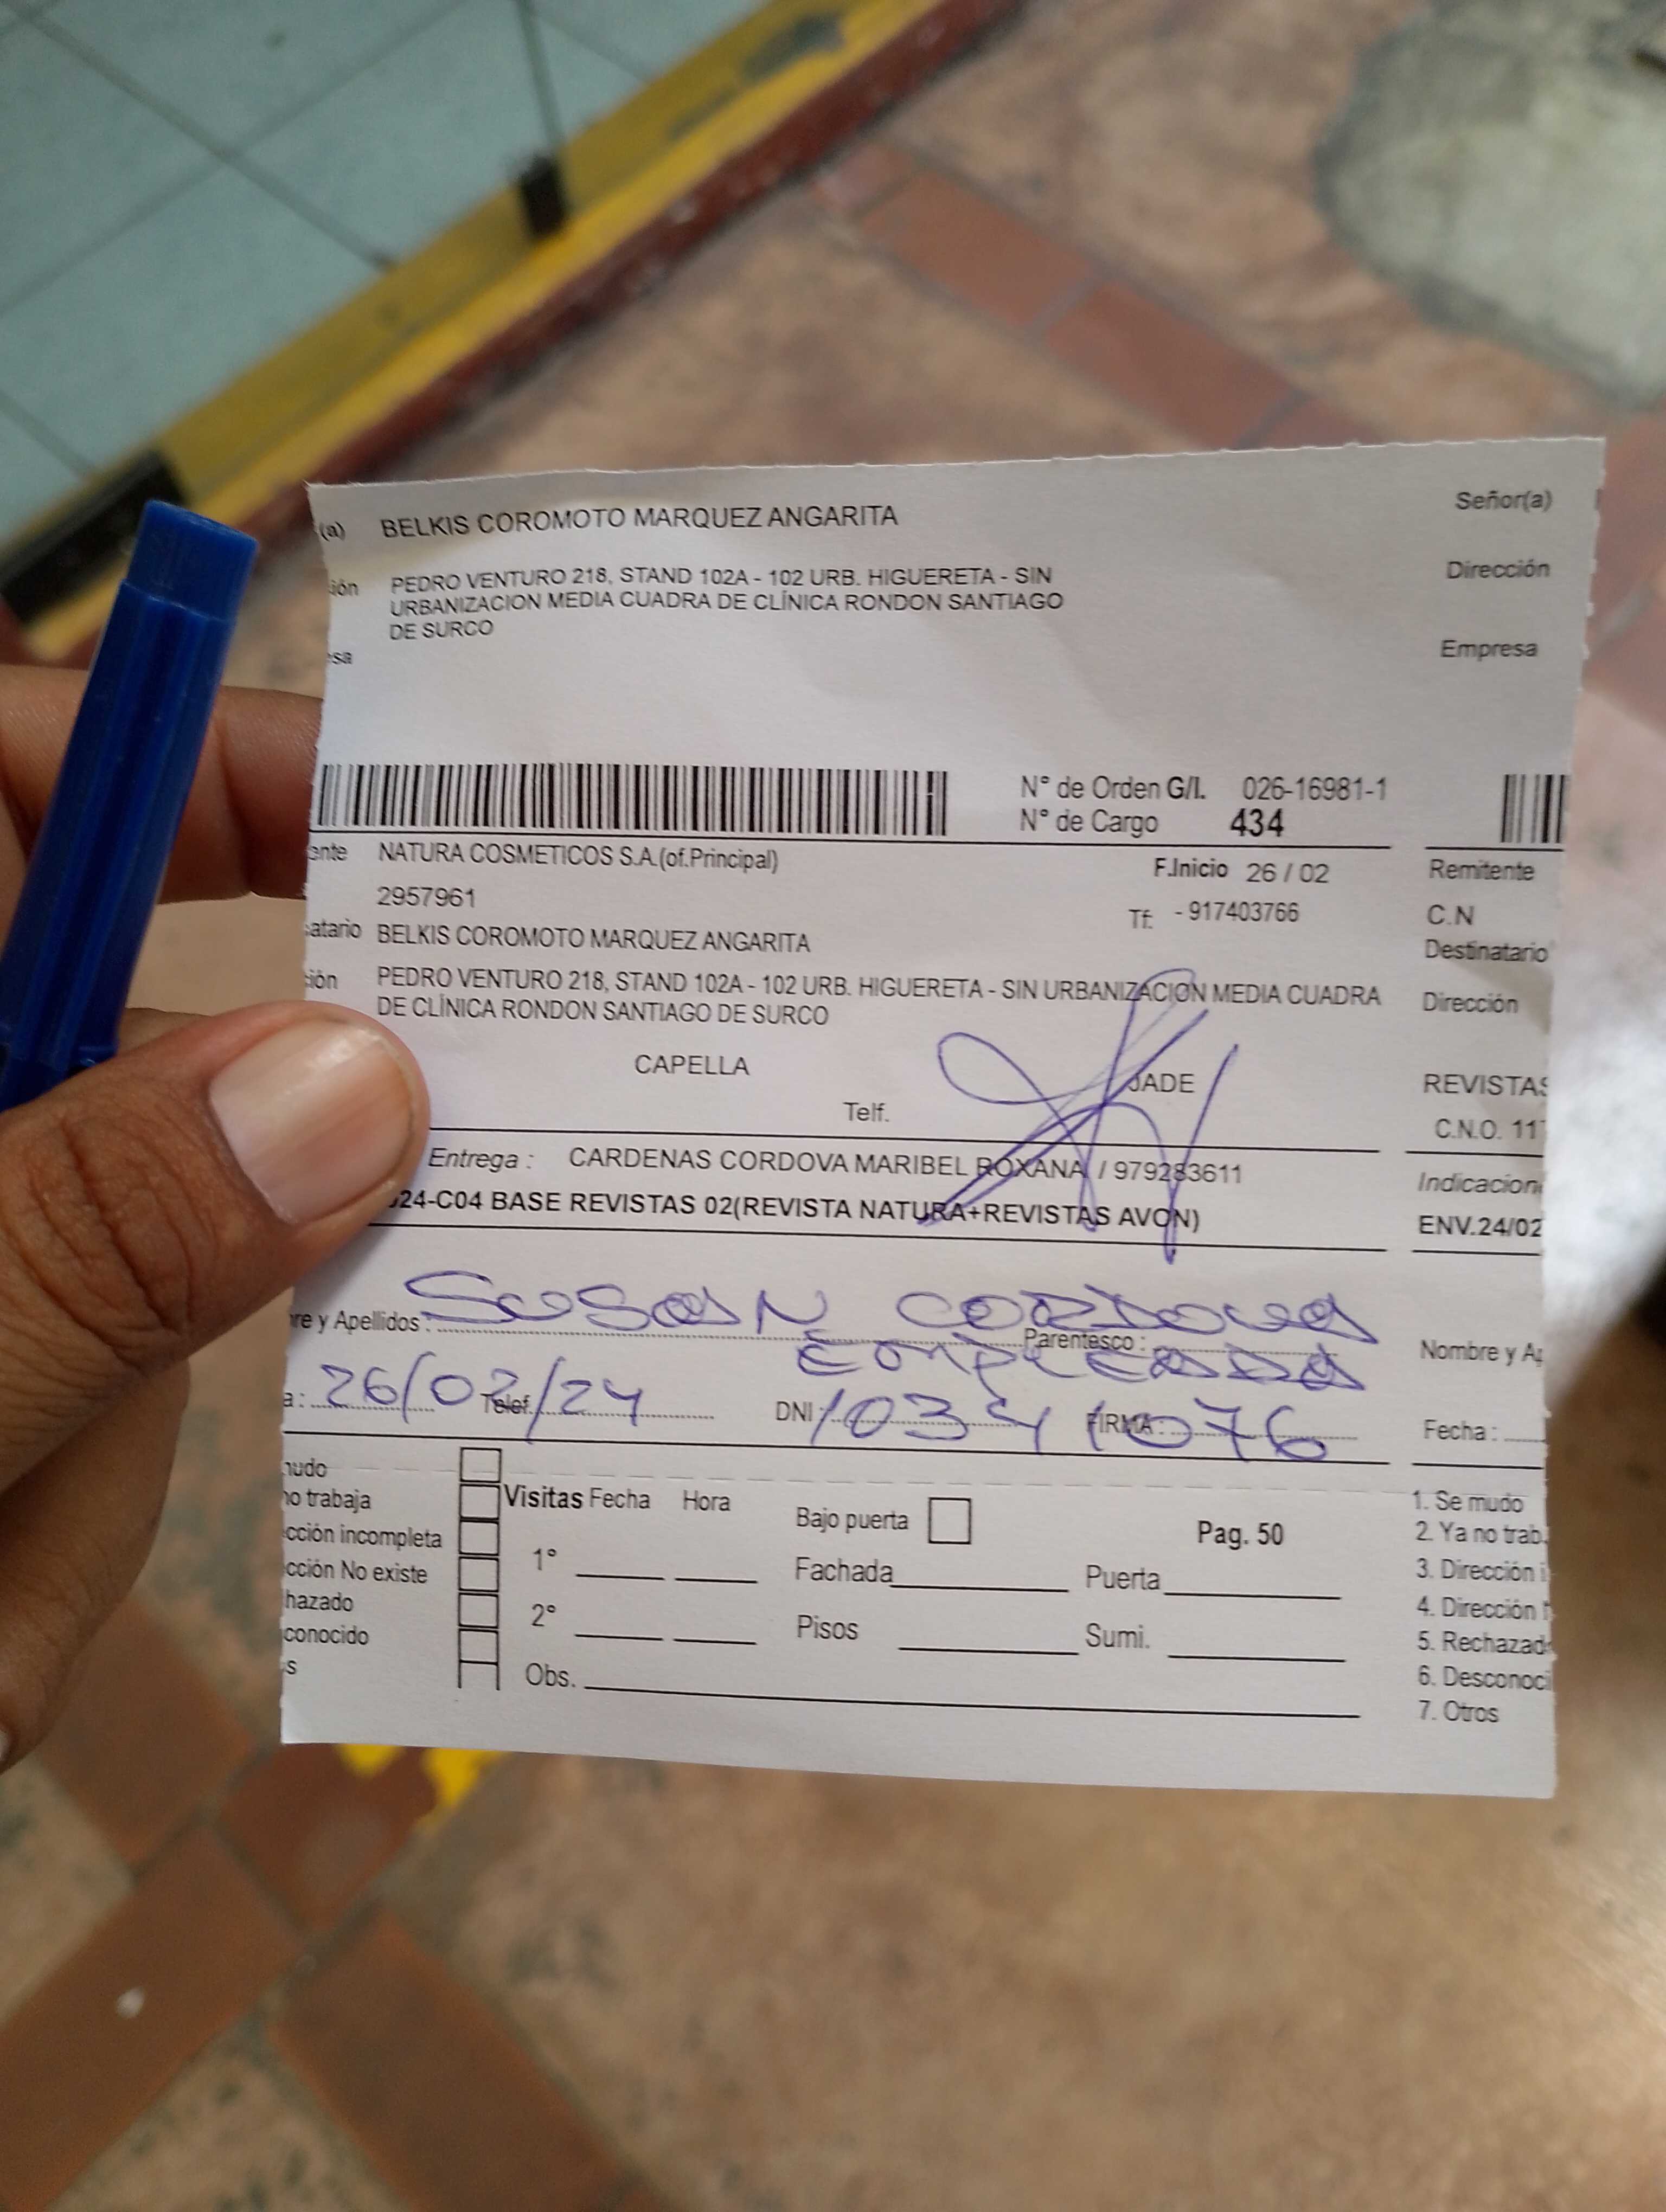 (a) BELKIS COROMOTO MARQUEZ ANGARITA Señor(a)
ión PEDRO VENTURO 218, STAND 102A - 102 URB. HIGUERETA - SIN Dirección
URBANIZACION MEDIA CUADRA DE CLÍNICA RONDON SANTIAGO
DE SURCO
sa Empresa
N° de Orden G/I. 026-16981-1
N° de Cargo 434
ente NATURA COSMETICOS S.A.(of.Principal) F.Inicio 26 / 02 Remitente
2957961 Tf: - 917403766 C.N
atario BELKIS COROMOTO MARQUEZ ANGARITA Destinatario
ión PEDRO VENTURO 218, STAND 102A - 102 URB. HIGUERETA - SIN URBANIZACION MEDIA CUADRA Dirección
DE CLÍNICA RONDON SANTIAGO DE SURCO
CAPELLA JADE REVISTAS
Telf. C.N.O. 11
Entrega : CARDENAS CORDOVA MARIBEL ROXANA / 979283611 Indicacion
24-C04 BASE REVISTAS 02(REVISTA NATURA+REVISTAS AVON) ENV.24/02
re y Apellidos : SUSAN CORDOVA Parentesco : EMPLEADA Nombre y Ap
a : 26/02/24 Telef. DNI : FIRMA : Fecha :
mudo
no trabaja Visitas Fecha Hora Bajo puerta Pag. 50 1. Se mudo
cción incompleta 2. Ya no trab
cción No existe 1° Fachada Puerta 3. Dirección i
hazado 2° Pisos Sumi. 4. Dirección
conocido 5. Rechazad
s Obs. 6. Desconoci
7. Otros